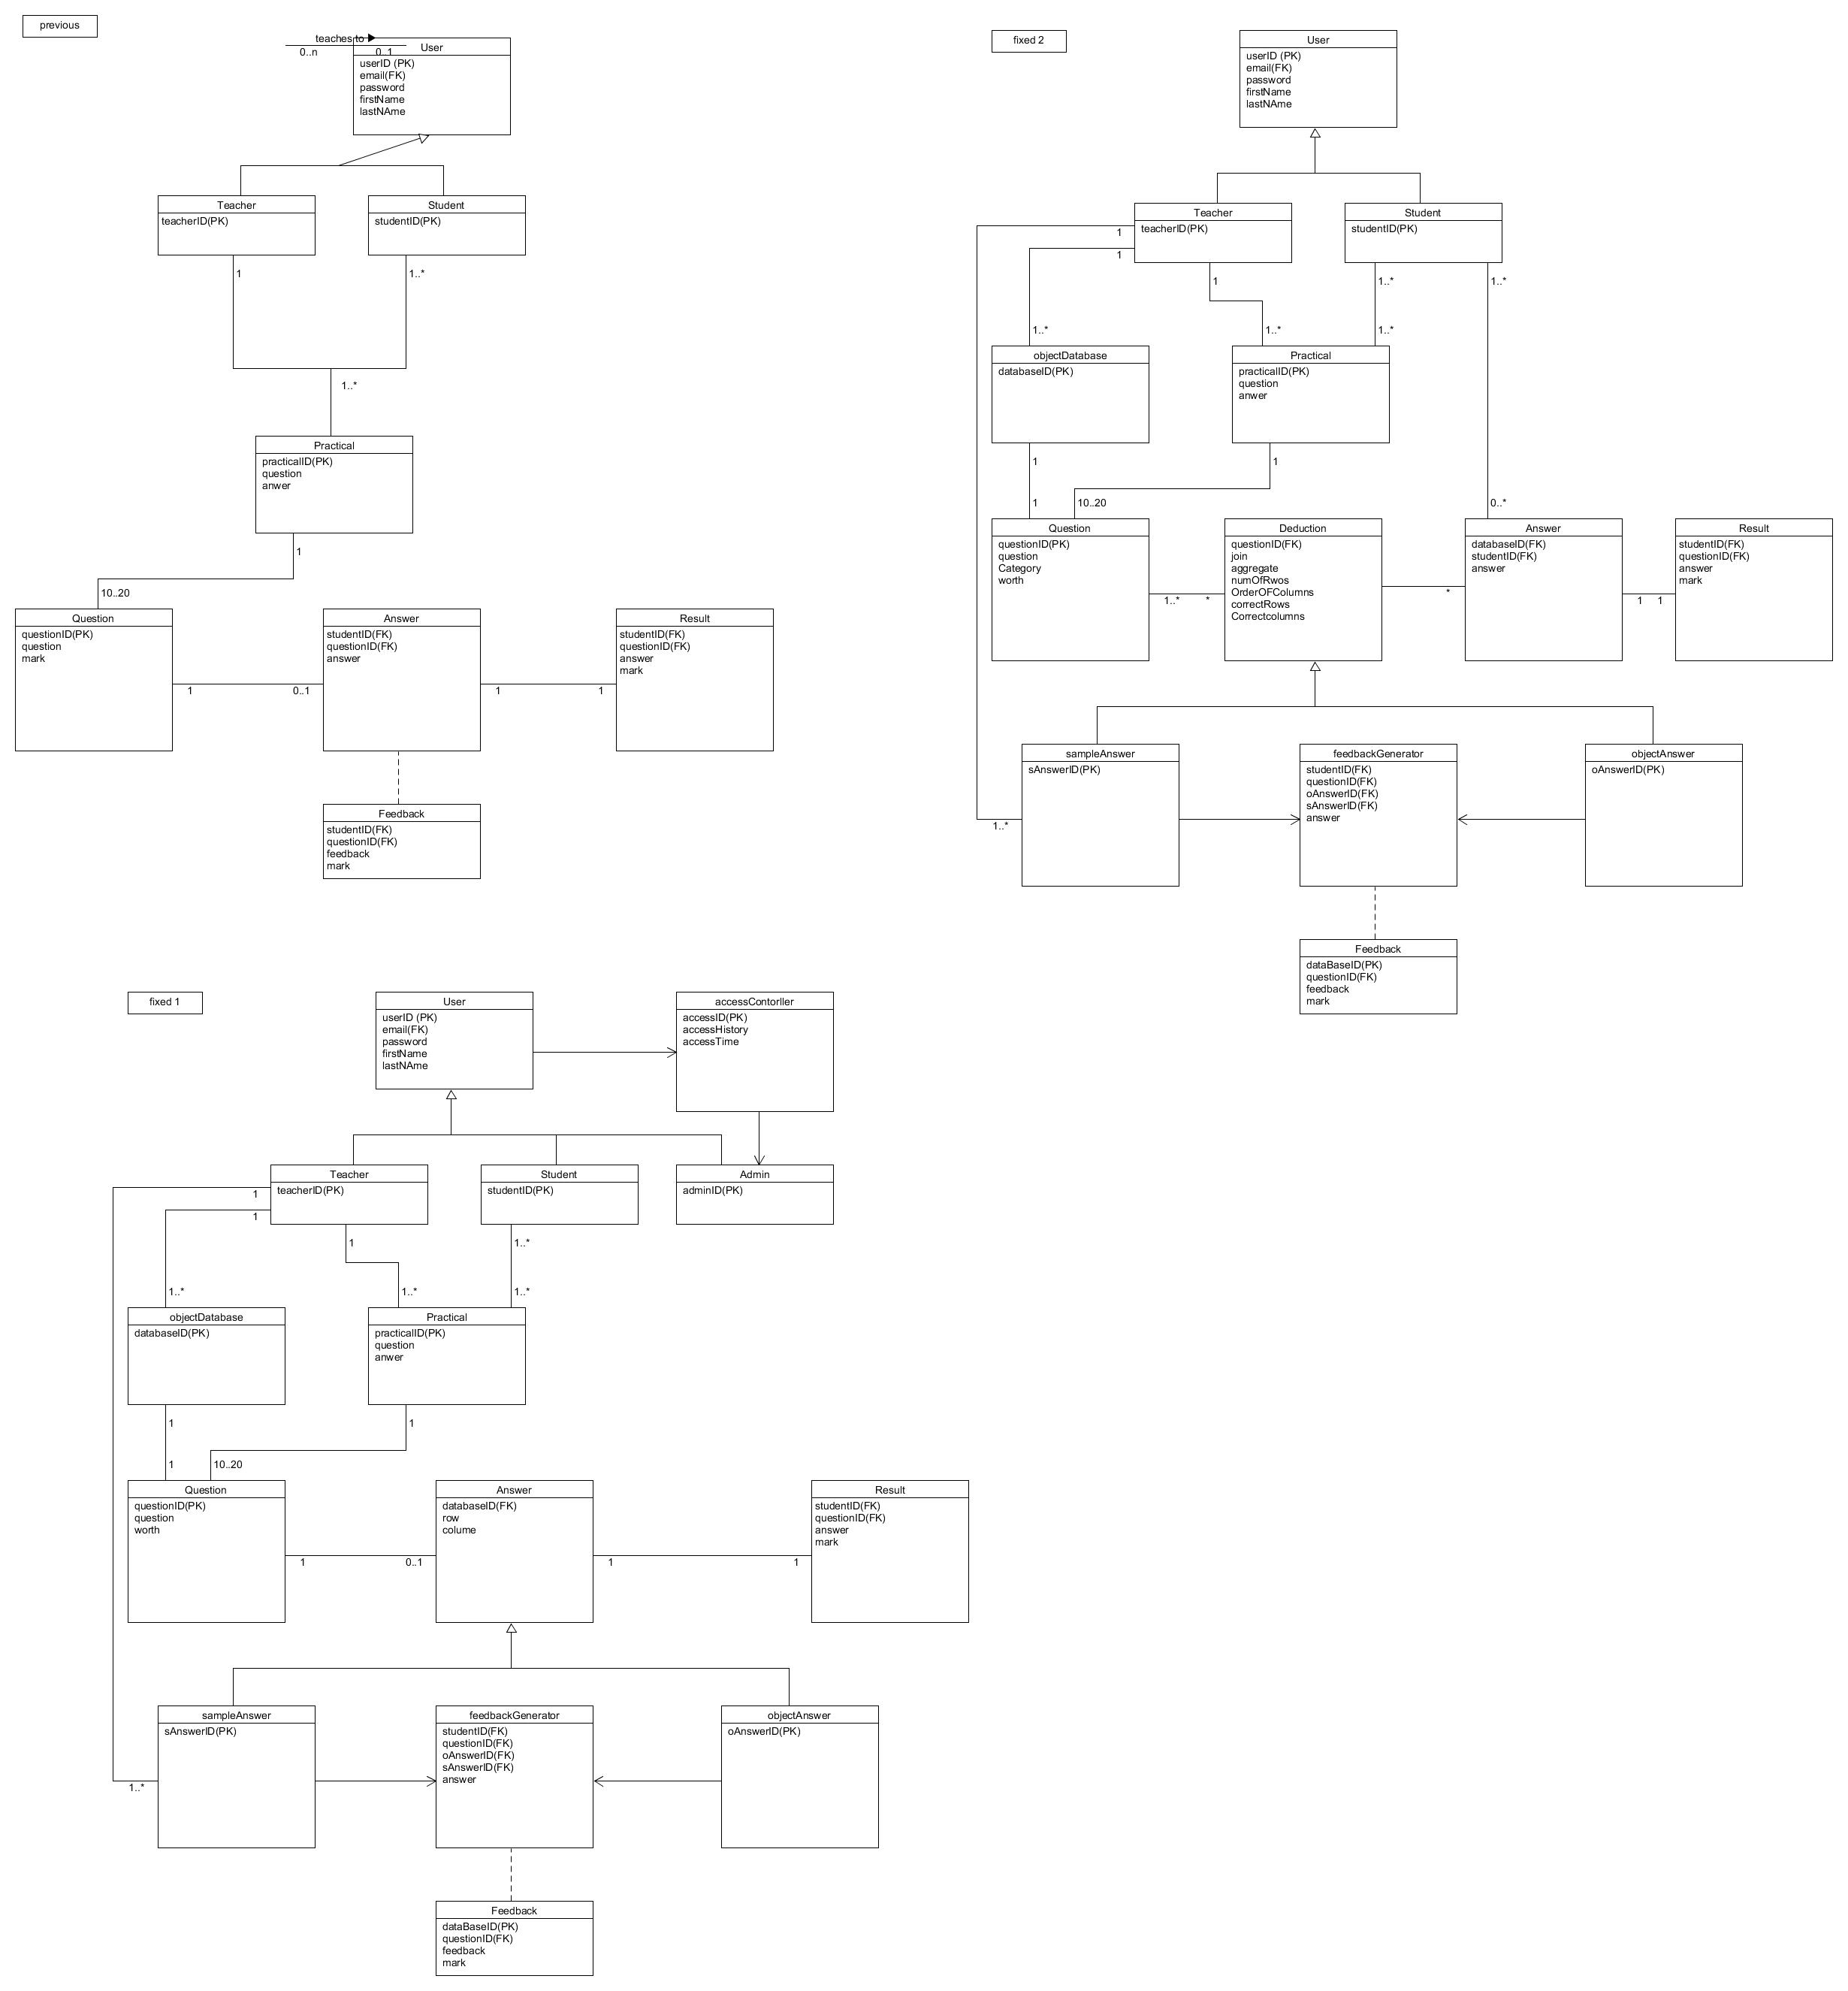 previous
teaches to
0..n
0..1
User
userID (PK)
email(FK)
password
firstName
lastNAme
Teacher
teacherID(PK)
Student
studentID(PK)
1
1..*
1..*
Practical
practicalID(PK)
question
anwer
1
10..20
Question
questionID(PK)
question
mark
1
0..1
Answer
studentID(FK)
questionID(FK)
answer
1
1
Result
studentID(FK)
questionID(FK)
answer
mark
Feedback
studentID(FK)
questionID(FK)
feedback
mark
fixed 2
User
userID (PK)
email(FK)
password
firstName
lastNAme
Teacher
teacherID(PK)
Student
studentID(PK)
1
1
1
1..*
1..*
1..*
1..*
1..*
objectDatabase
databaseID(PK)
Practical
practicalID(PK)
question
anwer
1
1
1
10..20
0..*
Question
questionID(PK)
question
Category
worth
1..*
*
Deduction
questionID(FK)
join
aggregate
numOfRwos
OrderOFColumns
correctRows
Correctcolumns
*
Answer
databaseID(FK)
studentID(FK)
answer
1
1
Result
studentID(FK)
questionID(FK)
answer
mark
sampleAnswer
sAnswerID(PK)
1..*
feedbackGenerator
studentID(FK)
questionID(FK)
oAnswerID(FK)
sAnswerID(FK)
answer
objectAnswer
oAnswerID(PK)
Feedback
dataBaseID(PK)
questionID(FK)
feedback
mark
fixed 1
User
userID (PK)
email(FK)
password
firstName
lastNAme
accessContorller
accessID(PK)
accessHistory
accessTime
Teacher
teacherID(PK)
Student
studentID(PK)
Admin
adminID(PK)
1
1
1
1..*
1..*
1..*
1..*
objectDatabase
databaseID(PK)
Practical
practicalID(PK)
question
anwer
1
1
1
10..20
Question
questionID(PK)
question
worth
1
0..1
Answer
databaseID(FK)
row
colume
1
1
Result
studentID(FK)
questionID(FK)
answer
mark
sampleAnswer
sAnswerID(PK)
1..*
feedbackGenerator
studentID(FK)
questionID(FK)
oAnswerID(FK)
sAnswerID(FK)
answer
objectAnswer
oAnswerID(PK)
Feedback
dataBaseID(PK)
questionID(FK)
feedback
mark